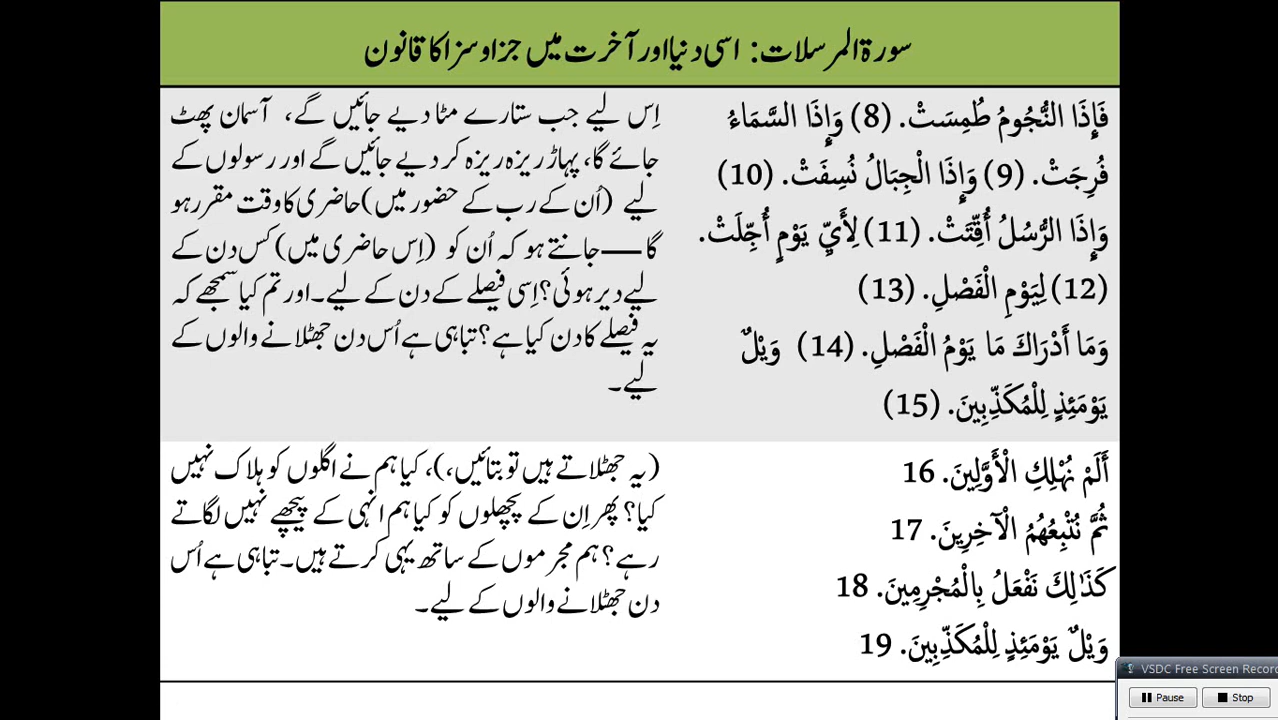 سورۃ المرسلات: اسی دنیا اور آخرت میں جزا و سزا کا قانون
فَإِذَا النُّجُومُ طُمِسَتْ. (8) وَإِذَا السَّمَاءُ
فُرِجَتْ. (9) وَإِذَا الْجِبَالُ نُسِفَتْ. (10)
وَإِذَا الرُّسُلُ أُقِّتَتْ. (11) لِأَيِّ يَوْمٍ أُجِّلَتْ.
(12) لِيَوْمِ الْفَصْلِ. (13)
وَمَا أَدْرَاكَ مَا يَوْمُ الْفَصْلِ. (14) وَيْلٌ
يَوْمَئِذٍ لِلْمُكَذِّبِينَ. (15)
اِس لیے جب ستارے مٹا دیے جائیں گے، آسمان پھٹ
جائے گا، پہاڑ ریزہ ریزہ کر دیے جائیں گے اور رسولوں کے
لیے (اُن کے رب کے حضور میں) حاضری کا وقت مقرر ہو
گا — جانتے ہو کہ اُن کو (اِس حاضری میں) کس دن کے
لیے دیر ہوئی؟ اِسی فیصلے کے دن کے لیے۔ اور تم کیا سمجھے کہ
یہ فیصلے کا دن کیا ہے؟ تباہی ہے اُس دن جھٹلانے والوں کے
لیے۔
أَلَمْ نُهْلِكِ الْأَوَّلِينَ. 16
ثُمَّ نُتْبِعُهُمُ الْآخِرِينَ. 17
كَذَٰلِكَ نَفْعَلُ بِالْمُجْرِمِينَ. 18
وَيْلٌ يَوْمَئِذٍ لِلْمُكَذِّبِينَ. 19
(یہ جھٹلاتے ہیں تو بتائیں،)، کیا ہم نے اگلوں کو ہلاک نہیں
کیا؟ پھر اِن کے پچھلوں کو کیا ہم انہی کے پیچھے نہیں لگاتے
رہے؟ ہم مجرموں کے ساتھ یہی کرتے ہیں۔ تباہی ہے اُس
دن جھٹلانے والوں کے لیے۔
VSDC Free Screen Recor
Pause Stop